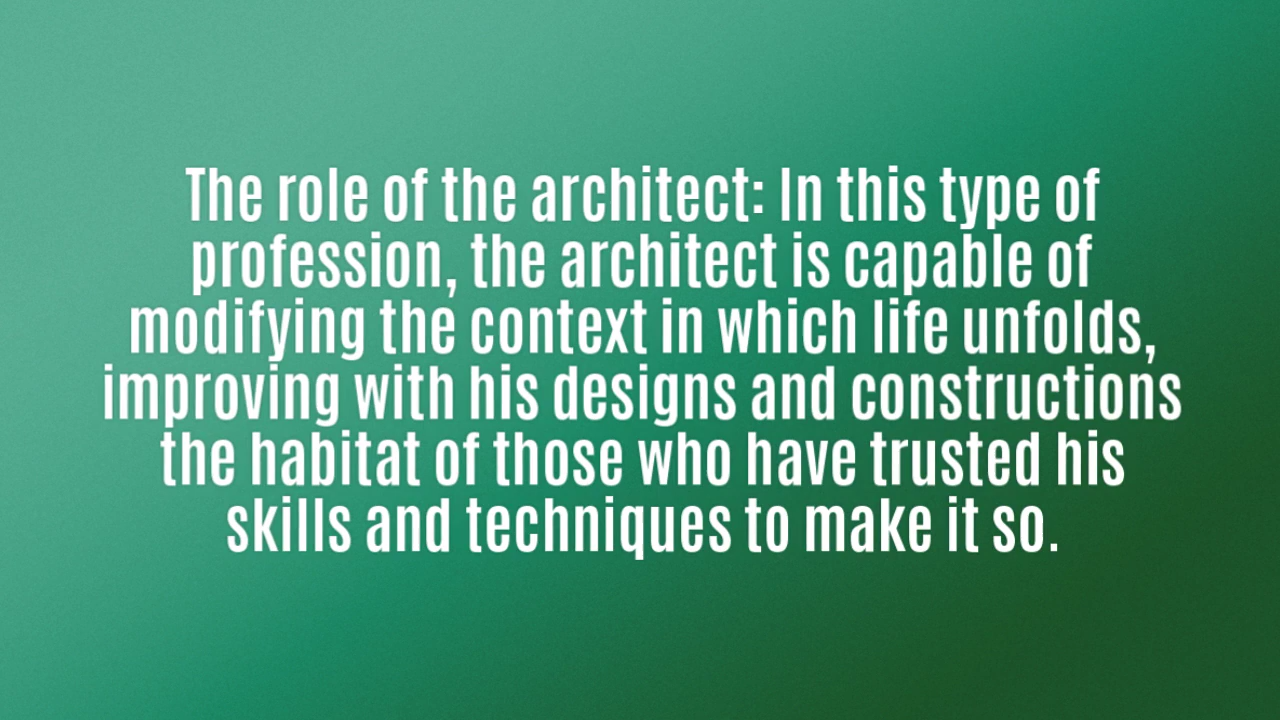 The role of the architect: In this type of
profession, the architect is capable of
modifying the context in which life unfolds,
improving with his designs and constructions
the habitat of those who have trusted his
skills and techniques to make it so.